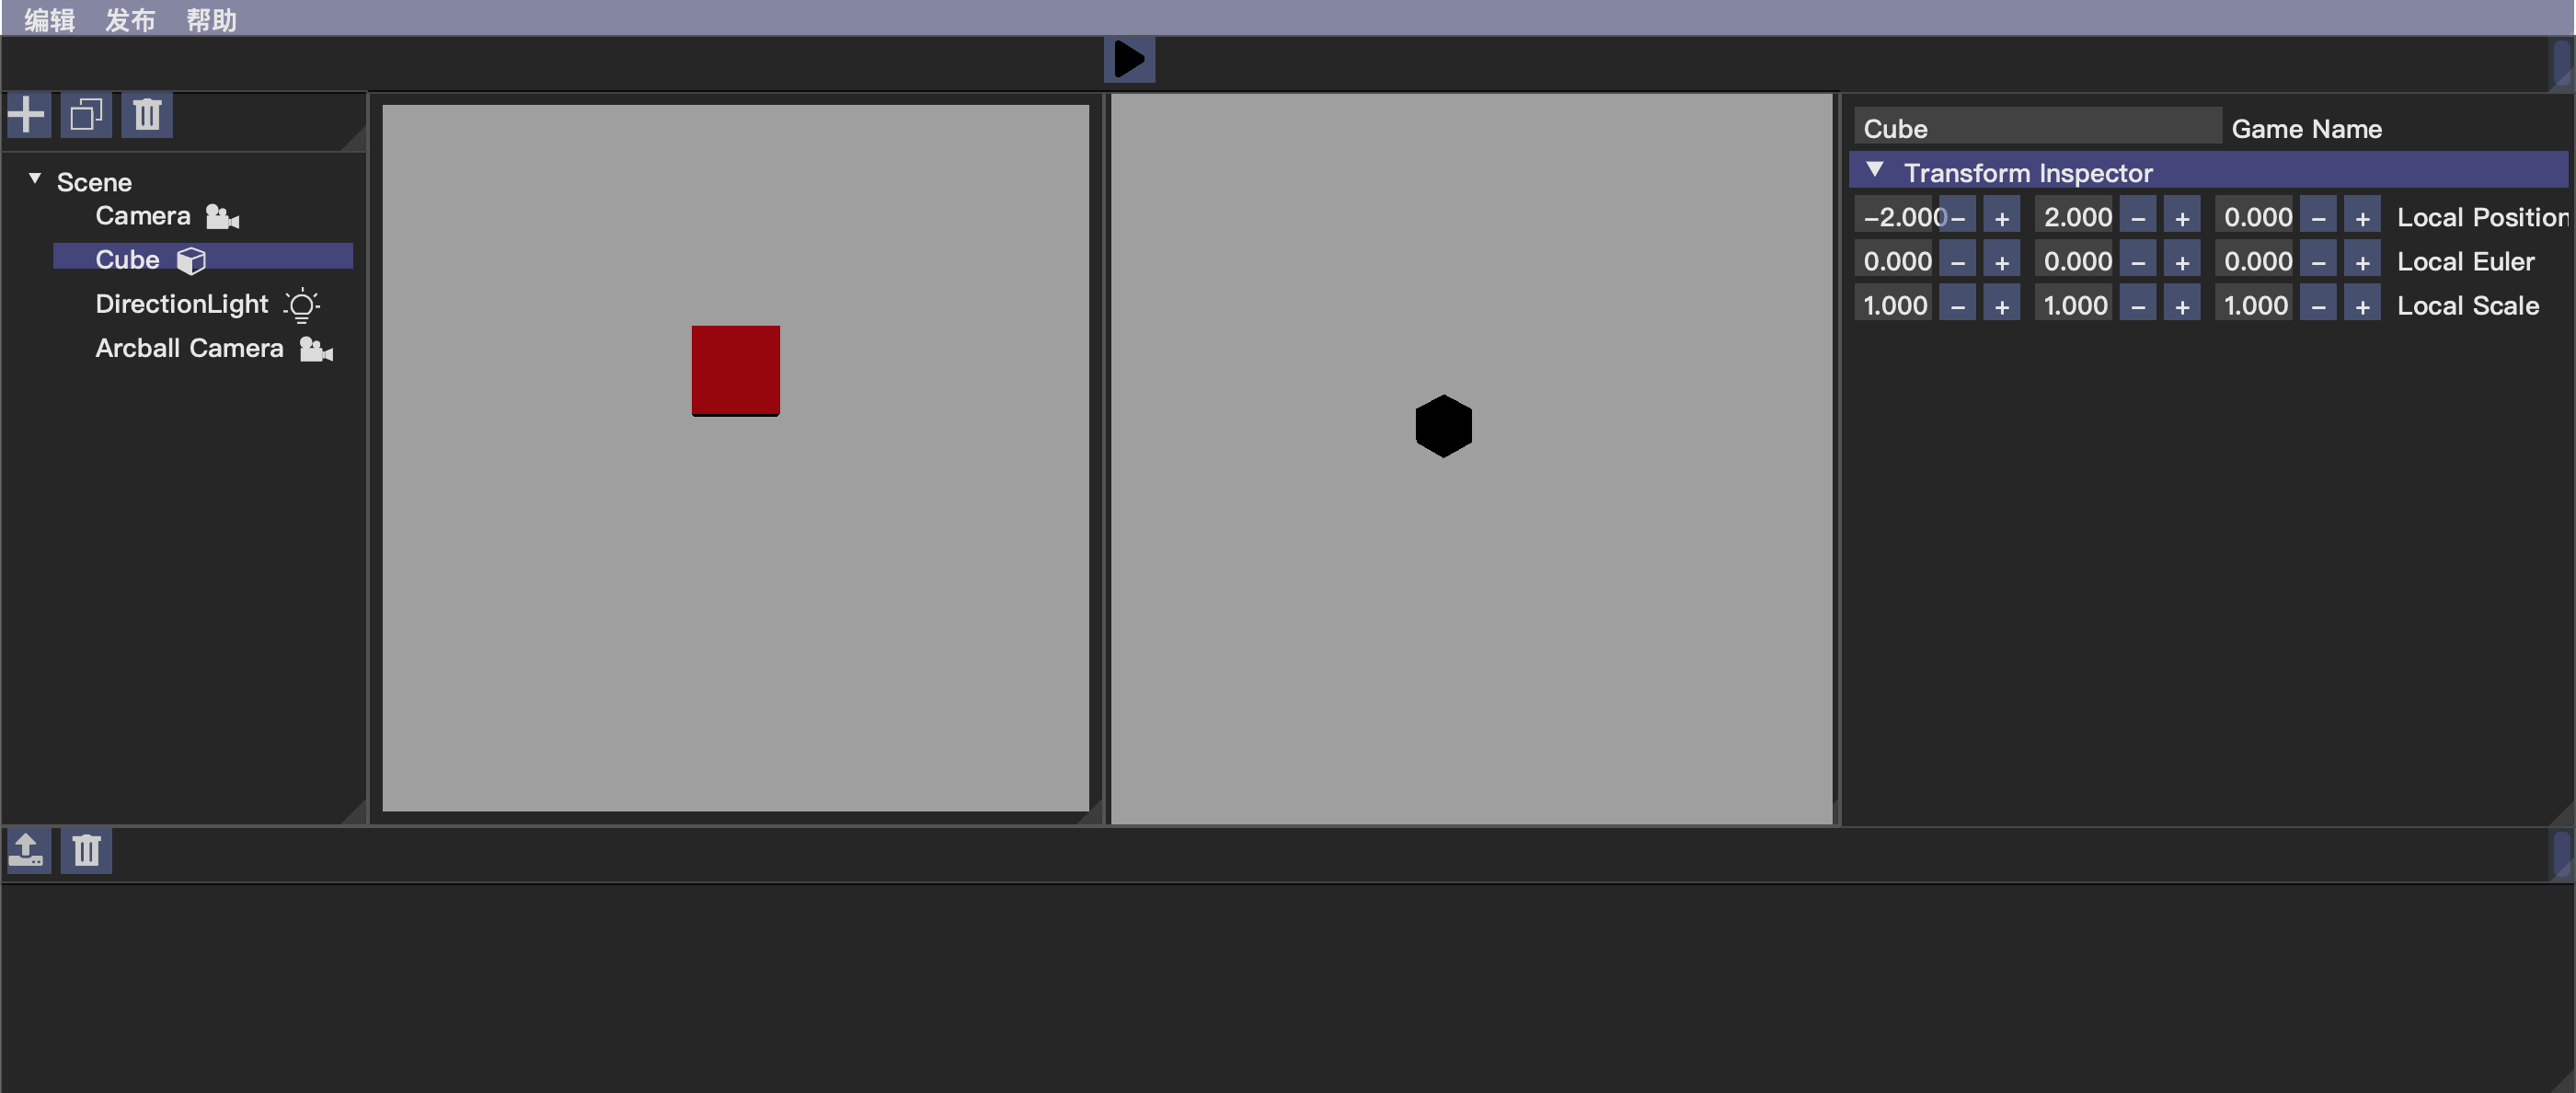 编辑 发布 帮助
Scene
Camera
Cube
DirectionLight
Arcball Camera
Cube Game Name
Transform Inspector
-2.000 - + 2.000 - + 0.000 - + Local Position
0.000 - + 0.000 - + 0.000 - + Local Euler
1.000 - + 1.000 - + 1.000 - + Local Scale